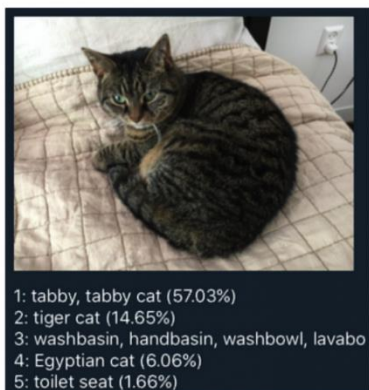 1: tabby, tabby cat (57.03%)
2: tiger cat (14.65%)
3: washbasin, handbasin, washbowl, lavabo
4: Egyptian cat (6.06%)
5: toilet seat (1.66%)